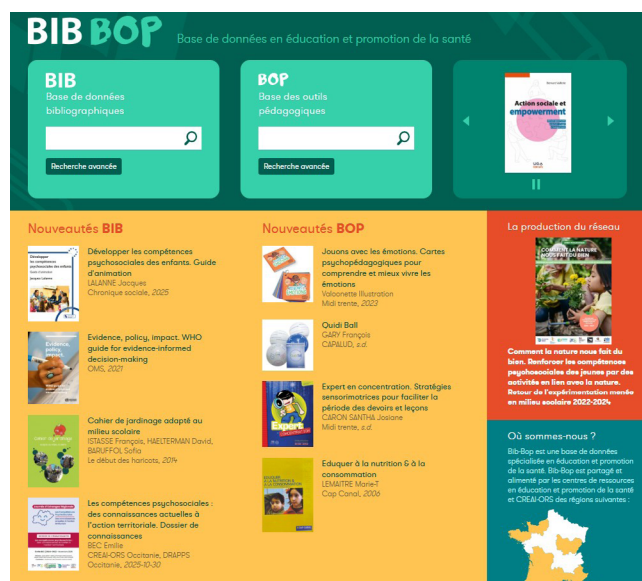 BIB BOP Base de données en éducation et promotion de la santé
BIB
Base de données
bibliographiques
Recherche avancée
BOP
Base des outils
pédagogiques
Recherche avancée
Action sociale et
empowerment
Nouveautés BIB
Développer les compétences
psychosociales des enfants. Guide
d'animation
LALANNE Jacques
Chronique sociale, 2025
Evidence, policy, impact. WHO
guide for evidence-informed
decision-making
OMS, 2021
Cahier de jardinage adapté au
milieu scolaire
ISTASSE François, HAELTERMAN David,
BARUFFOL Sofia
Le début des haricots, 2014
Les compétences psychosociales :
des connaissances actuelles à
l'action territoriale. Dossier de
connaissances
BEC Emilie
CREAI-ORS Occitanie, DRAPPS
Occitanie, 2025-10-30
Nouveautés BOP
Jouons avec les émotions. Cartes
psychopédagogiques pour
comprendre et mieux vivre les
émotions
Valsonette Illustration
Midi trente, 2023
Quidi Ball
GARY François
CAPALUD, s.d.
Expert en concentration. Stratégies
sensorimotrices pour faciliter la
période des devoirs et leçons
CARON SANTHA Josiane
Midi trente, s.d.
Expert
Eduquer à la nutrition & à la
consommation
LEMAITRE Marie-T
Cap Canal, 2006
La production du réseau
COMMENT LA NATURE
NOUS FAIT DU BIEN
Comment la nature nous fait du
bien. Renforcer les compétences
psychosociales des jeunes par des
activités en lien avec la nature.
Retour de l'expérimentation menée
en milieu scolaire 2022-2024
Où sommes-nous ?
Bib-Bop est une base de données
spécialisée en éducation et promotion
de la santé. Bib-Bop est partagé et
alimenté par les centres de ressources
en éducation et promotion de la santé
et CREAI-ORS des régions suivantes :